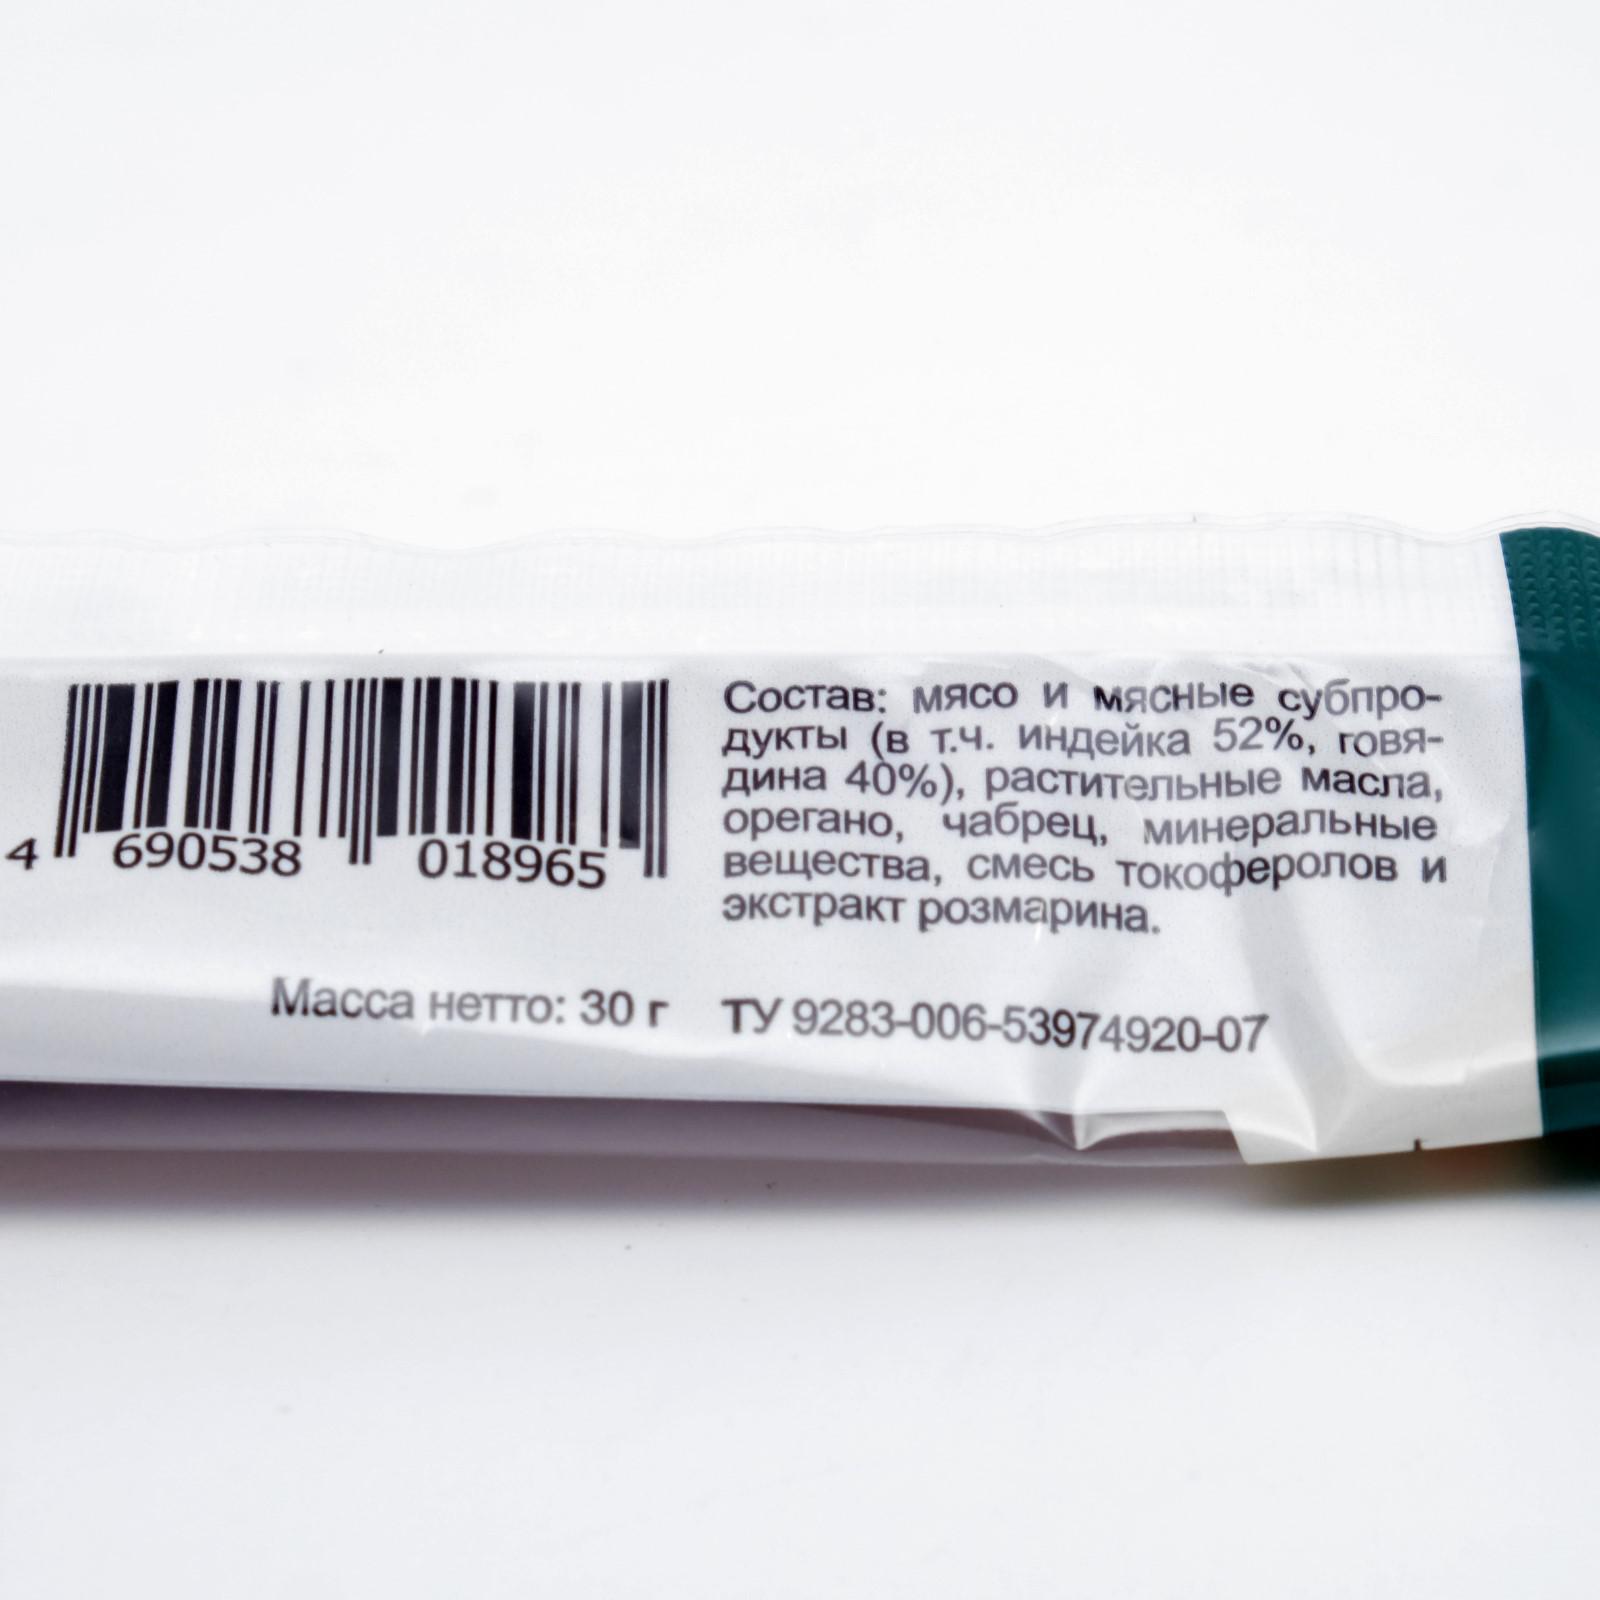 4 690538 018965
Масса нетто: 30 г
Состав: мясо и мясные субпро-
дукты (в т.ч. индейка 52%, говя-
дина 40%), растительные масла,
орегано, чабрец, минеральные
вещества, смесь токоферолов и
экстракт розмарина.
ТУ 9283-006-53974920-07